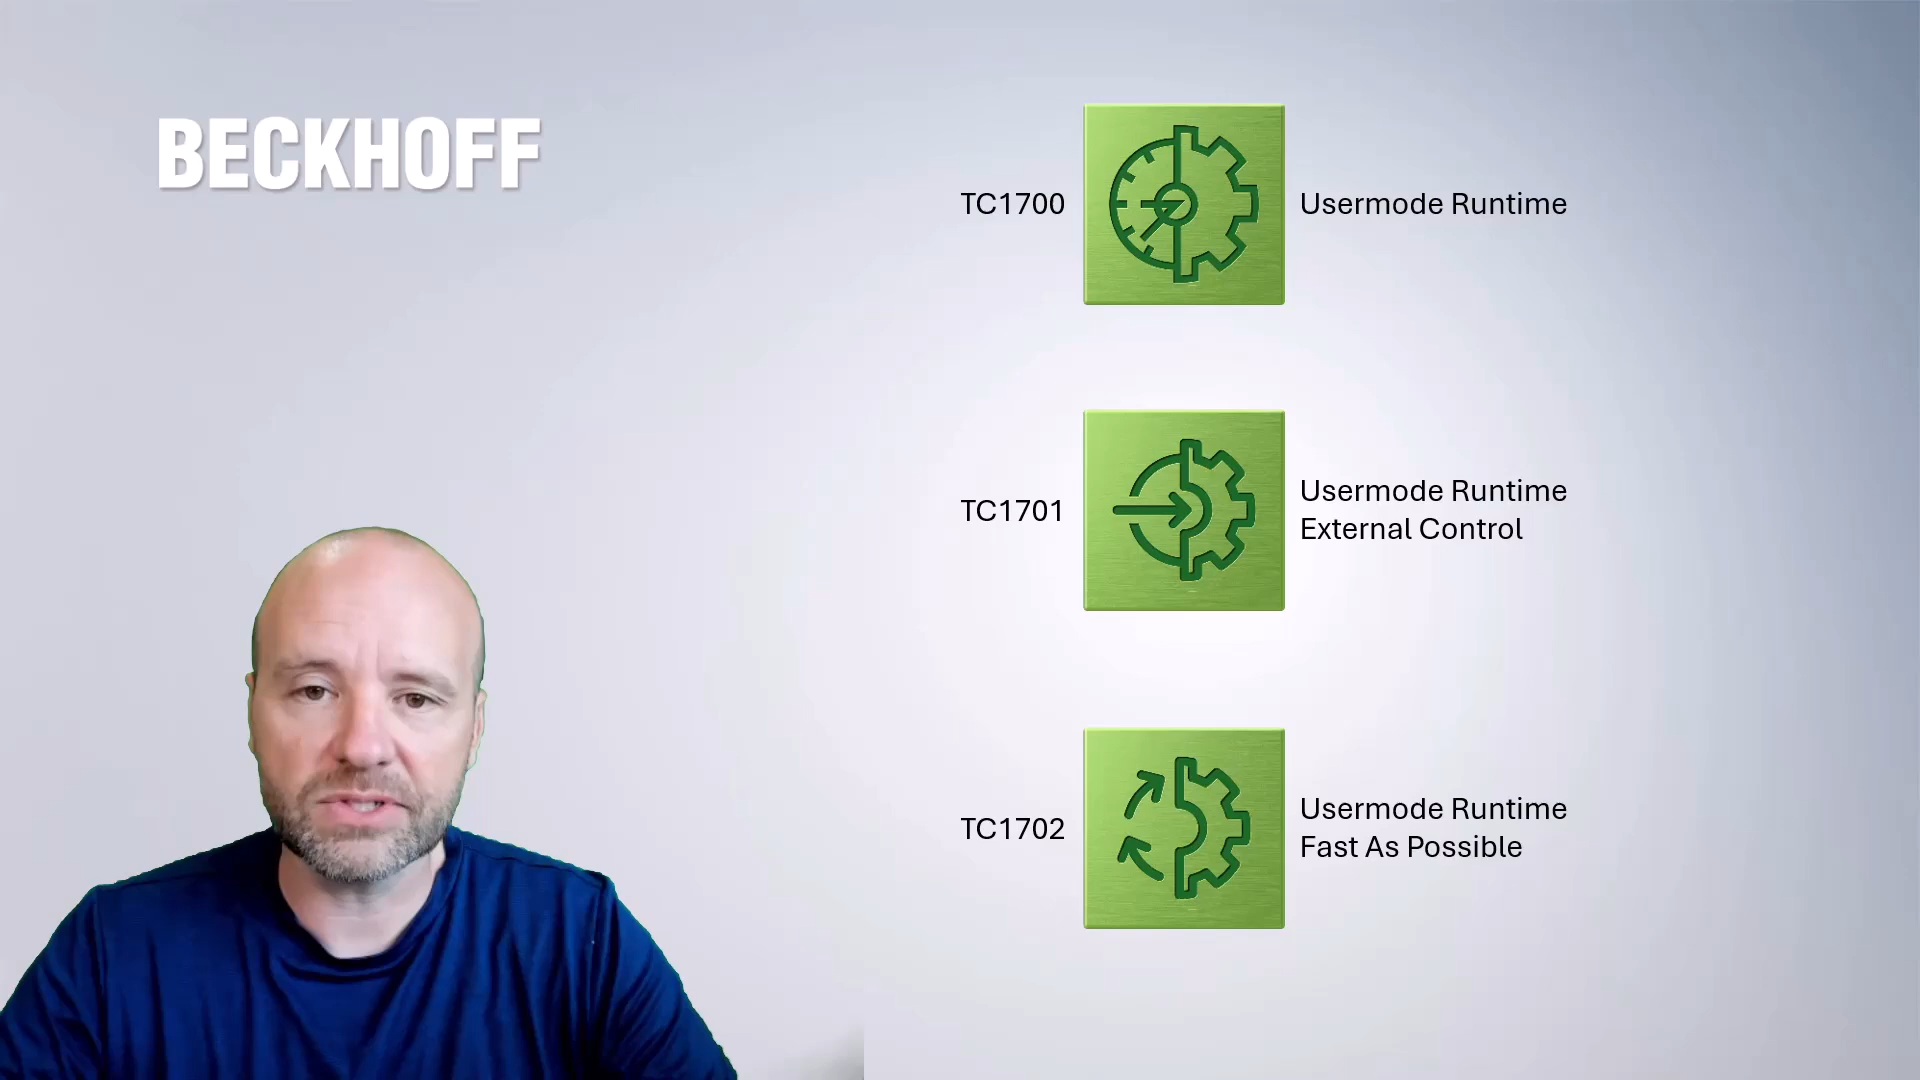 BECKHOFF
TC1700
Usermode Runtime
TC1701
Usermode Runtime
External Control
TC1702
Usermode Runtime
Fast As Possible